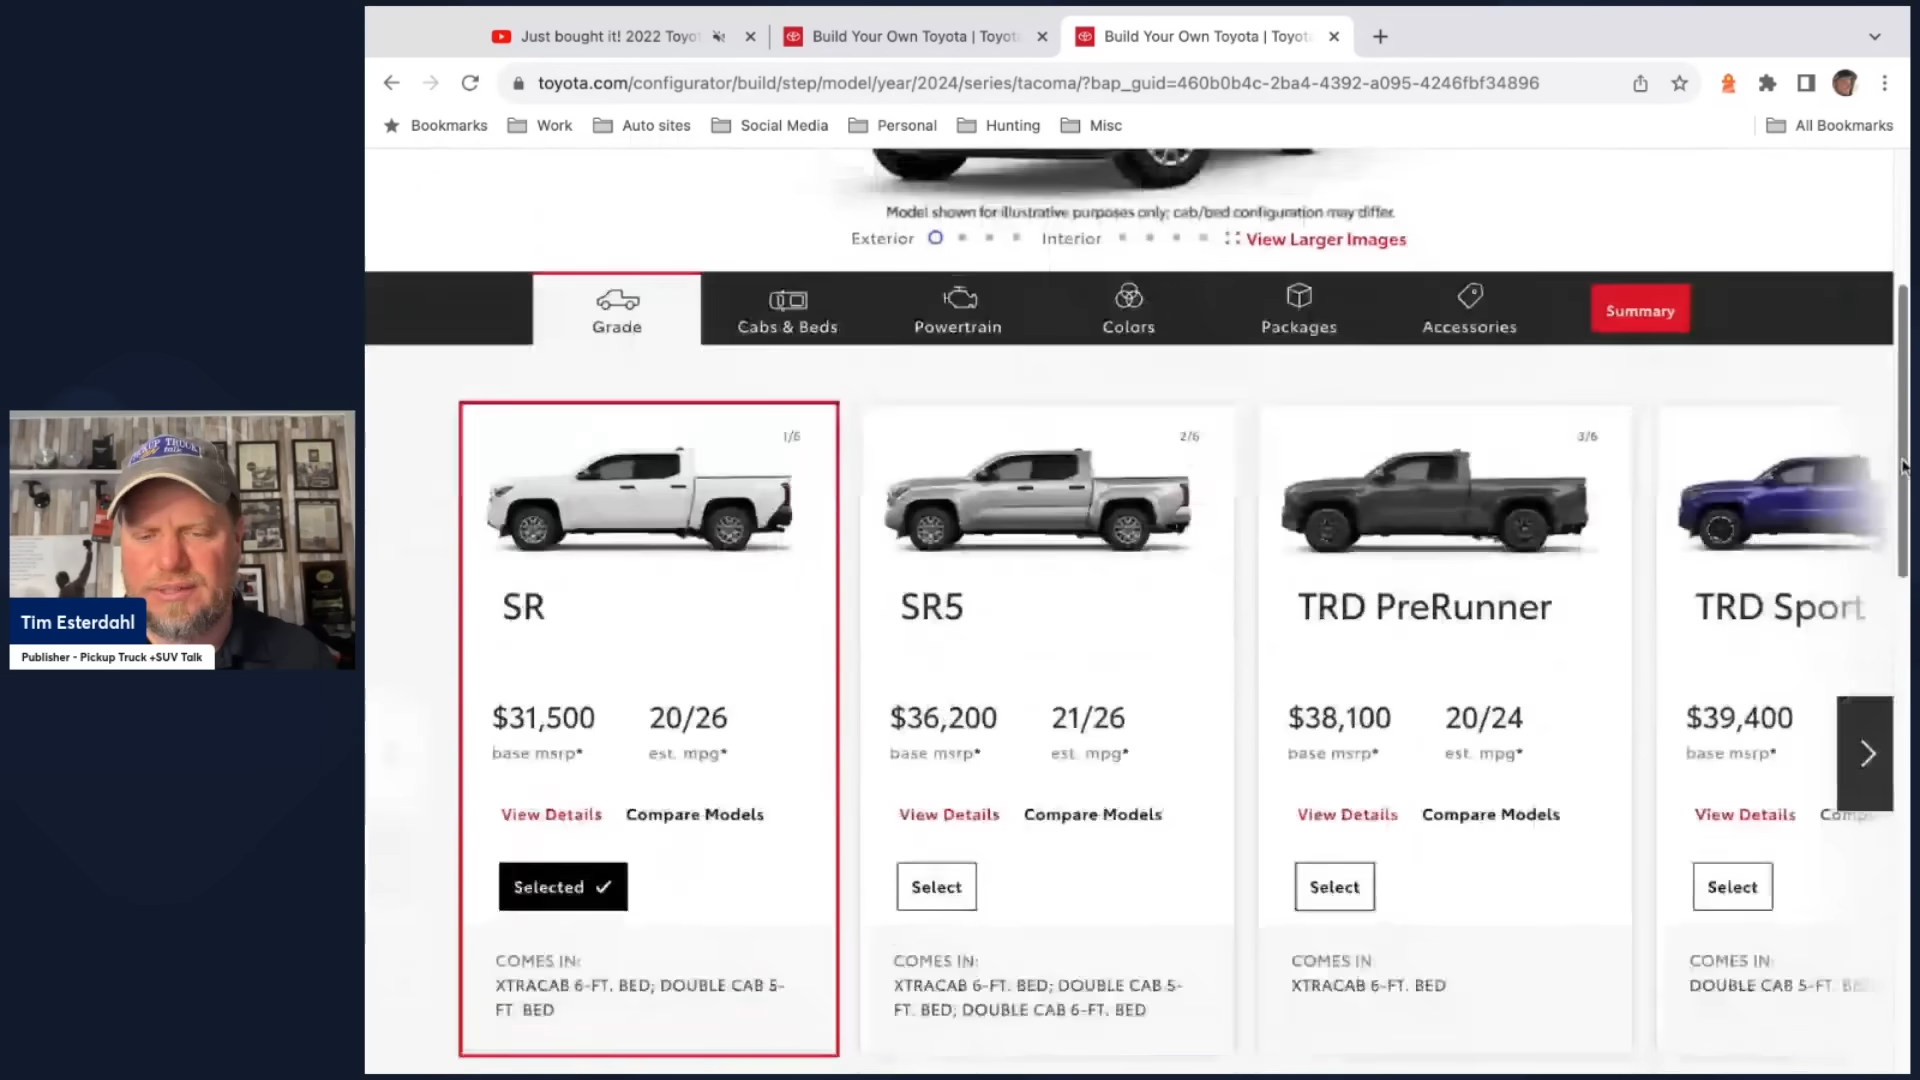 Just bought it! 2022 Toyo
Build Your Own Toyota | Toyot
Build Your Own Toyota | Toyot
toyota.com/configurator/build/step/model/year/2024/series/tacoma/?bap_guid=460b0b4c-2ba4-4392-a095-4246fbf34896
Bookmarks Work Auto sites Social Media Personal Hunting Misc All Bookmarks
Model shown for illustrative purposes only; cab/bed configuration may differ.
Exterior Interior View Larger Images
Grade Cabs & Beds Powertrain Colors Packages Accessories Summary
1/6
SR
$31,500 20/26
base msrp* est. mpg*
View Details Compare Models
Selected
COMES IN:
XTRACAB 6-FT. BED; DOUBLE CAB 5-
FT. BED
2/6
SR5
$36,200 21/26
base msrp* est. mpg*
View Details Compare Models
Select
COMES IN:
XTRACAB 6-FT. BED; DOUBLE CAB 5-
FT. BED; DOUBLE CAB 6-FT. BED
3/6
TRD PreRunner
$38,100 20/24
base msrp* est. mpg*
View Details Compare Models
Select
COMES IN:
XTRACAB 6-FT. BED
TRD Sport
$39,400
base msrp*
View Details Comp
Select
COMES IN:
DOUBLE CAB 5-FT. BED
PICKUP TRUCK
talk
Tim Esterdahl
Publisher - Pickup Truck +SUV Talk